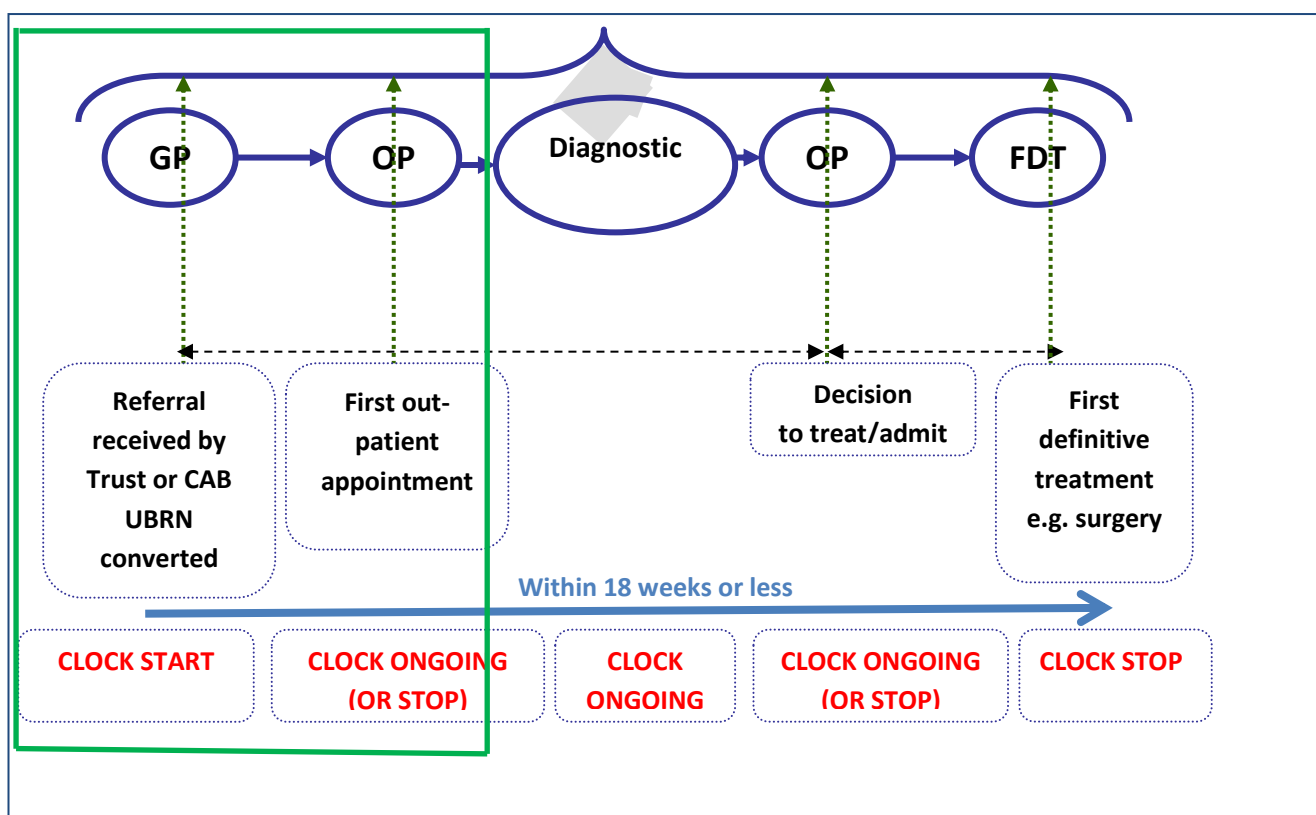 GP
OP
Diagnostic
OP
FDT
Referral
received by
Trust or CAB
UBRN
converted
First out-
patient
appointment
Decision
to treat/admit
First
definitive
treatment
e.g. surgery
Within 18 weeks or less
CLOCK START
CLOCK ONGOING
(OR STOP)
CLOCK
ONGOING
CLOCK ONGOING
(OR STOP)
CLOCK STOP